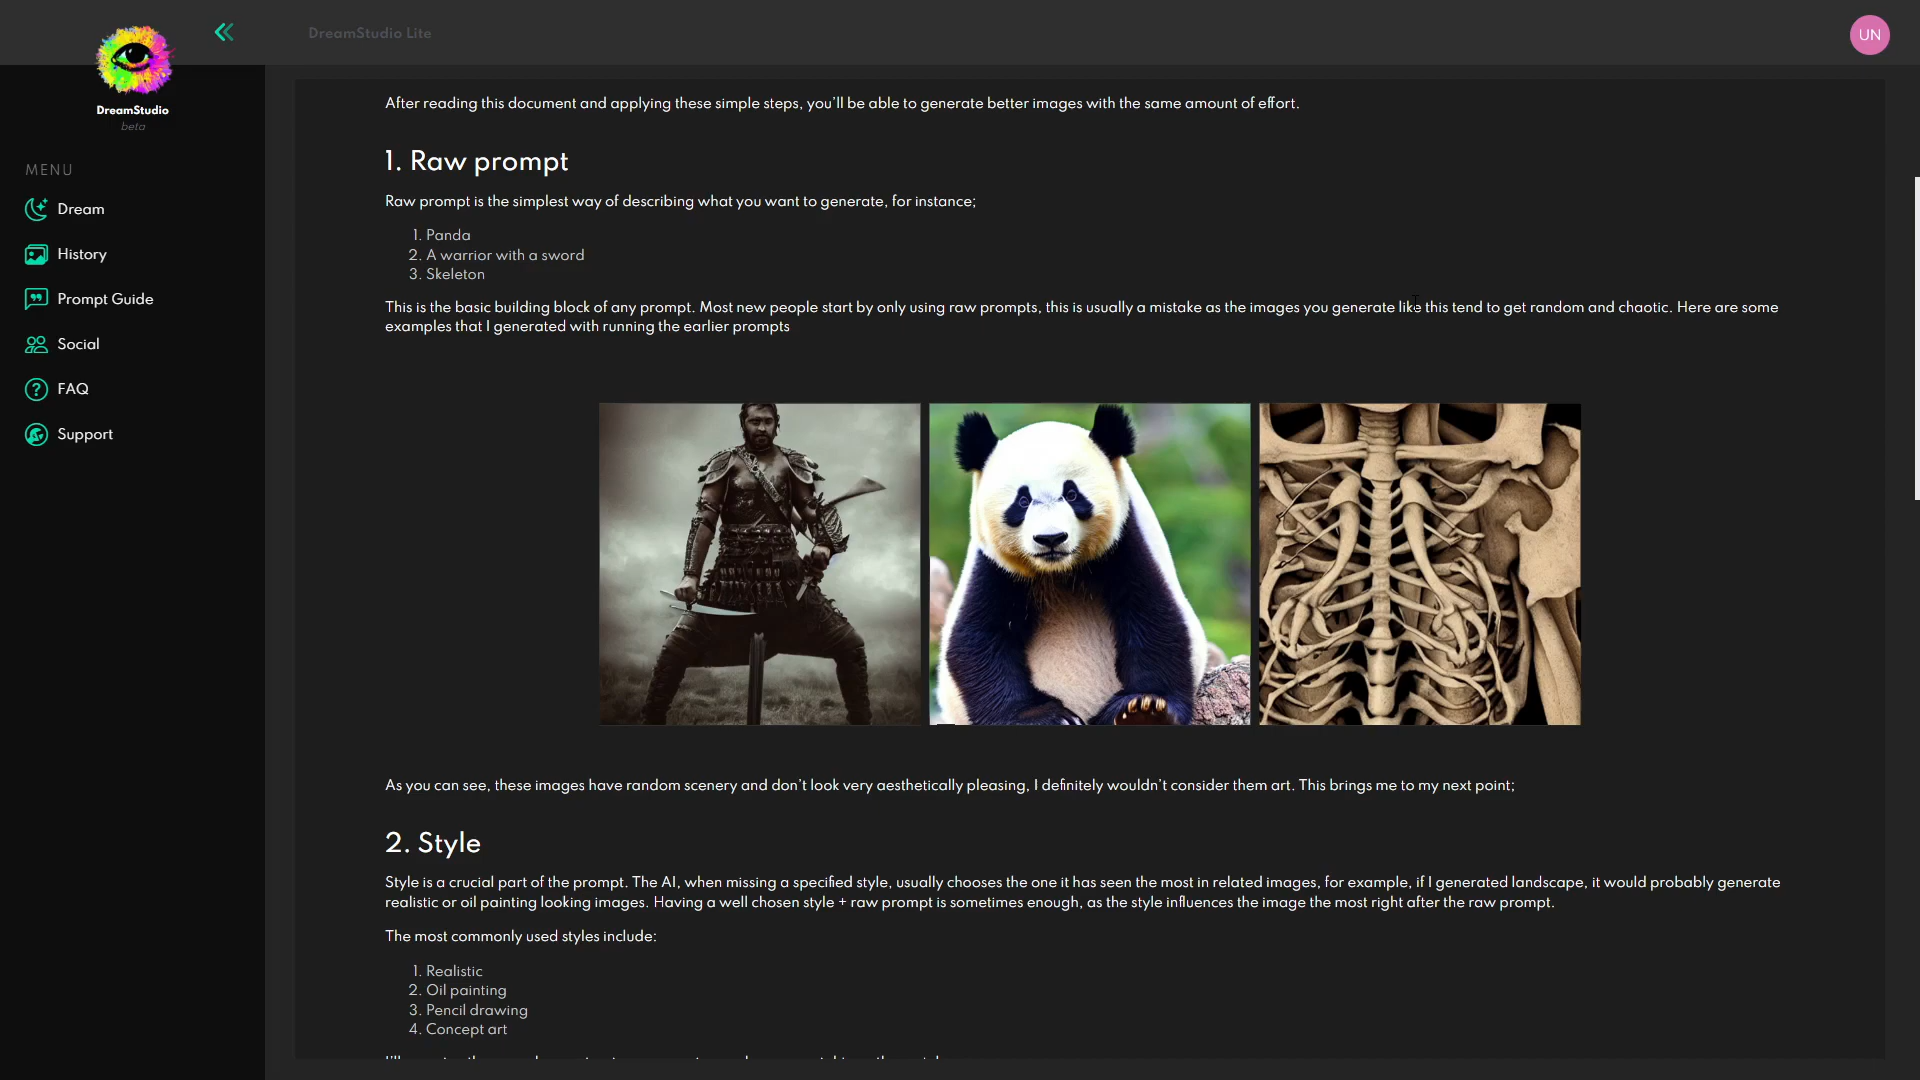 DreamStudio Lite
UN
DreamStudio
beta
MENU
Dream
History
Prompt Guide
Social
FAQ
Support
After reading this document and applying these simple steps, you'll be able to generate better images with the same amount of effort.
1. Raw prompt
Raw prompt is the simplest way of describing what you want to generate, for instance;
1. Panda
2. A warrior with a sword
3. Skeleton
This is the basic building block of any prompt. Most new people start by only using raw prompts, this is usually a mistake as the images you generate like this tend to get random and chaotic. Here are some
examples that I generated with running the earlier prompts
As you can see, these images have random scenery and don't look very aesthetically pleasing, I definitely wouldn't consider them art. This brings me to my next point;
2. Style
Style is a crucial part of the prompt. The AI, when missing a specified style, usually chooses the one it has seen the most in related images, for example, if I generated landscape, it would probably generate
realistic or oil painting looking images. Having a well chosen style + raw prompt is sometimes enough, as the style influences the image the most right after the raw prompt.
The most commonly used styles include:
1. Realistic
2. Oil painting
3. Pencil drawing
4. Concept art